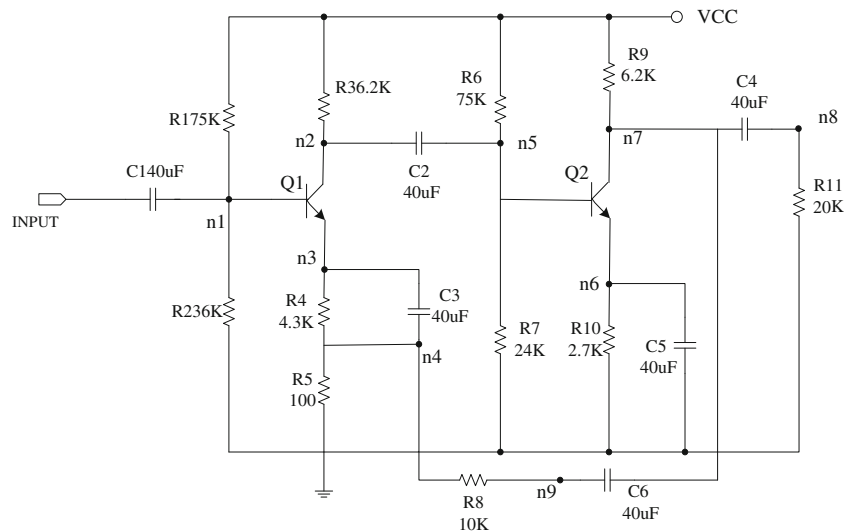 VCC
R9
6.2K
R6
75K
R36.2K
C4
40uF
n8
R175K
n2
n5
n7
C2
40uF
C140uF
Q1
Q2
R11
20K
INPUT
n1
n3
n6
R236K
R4
4.3K
C3
40uF
R7
24K
R10
2.7K
C5
40uF
n4
R5
100
n9
R8
10K
C6
40uF